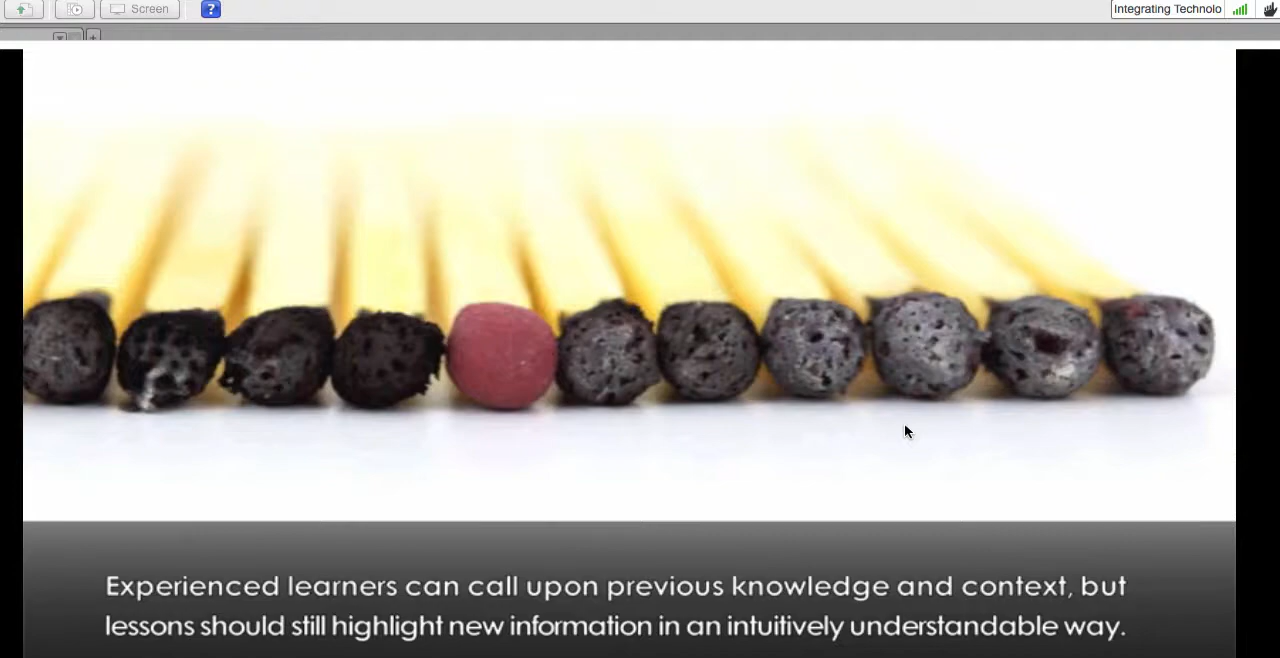 Screen
?
Integrating Technolo
+
Experienced learners can call upon previous knowledge and context, but
lessons should still highlight new information in an intuitively understandable way.